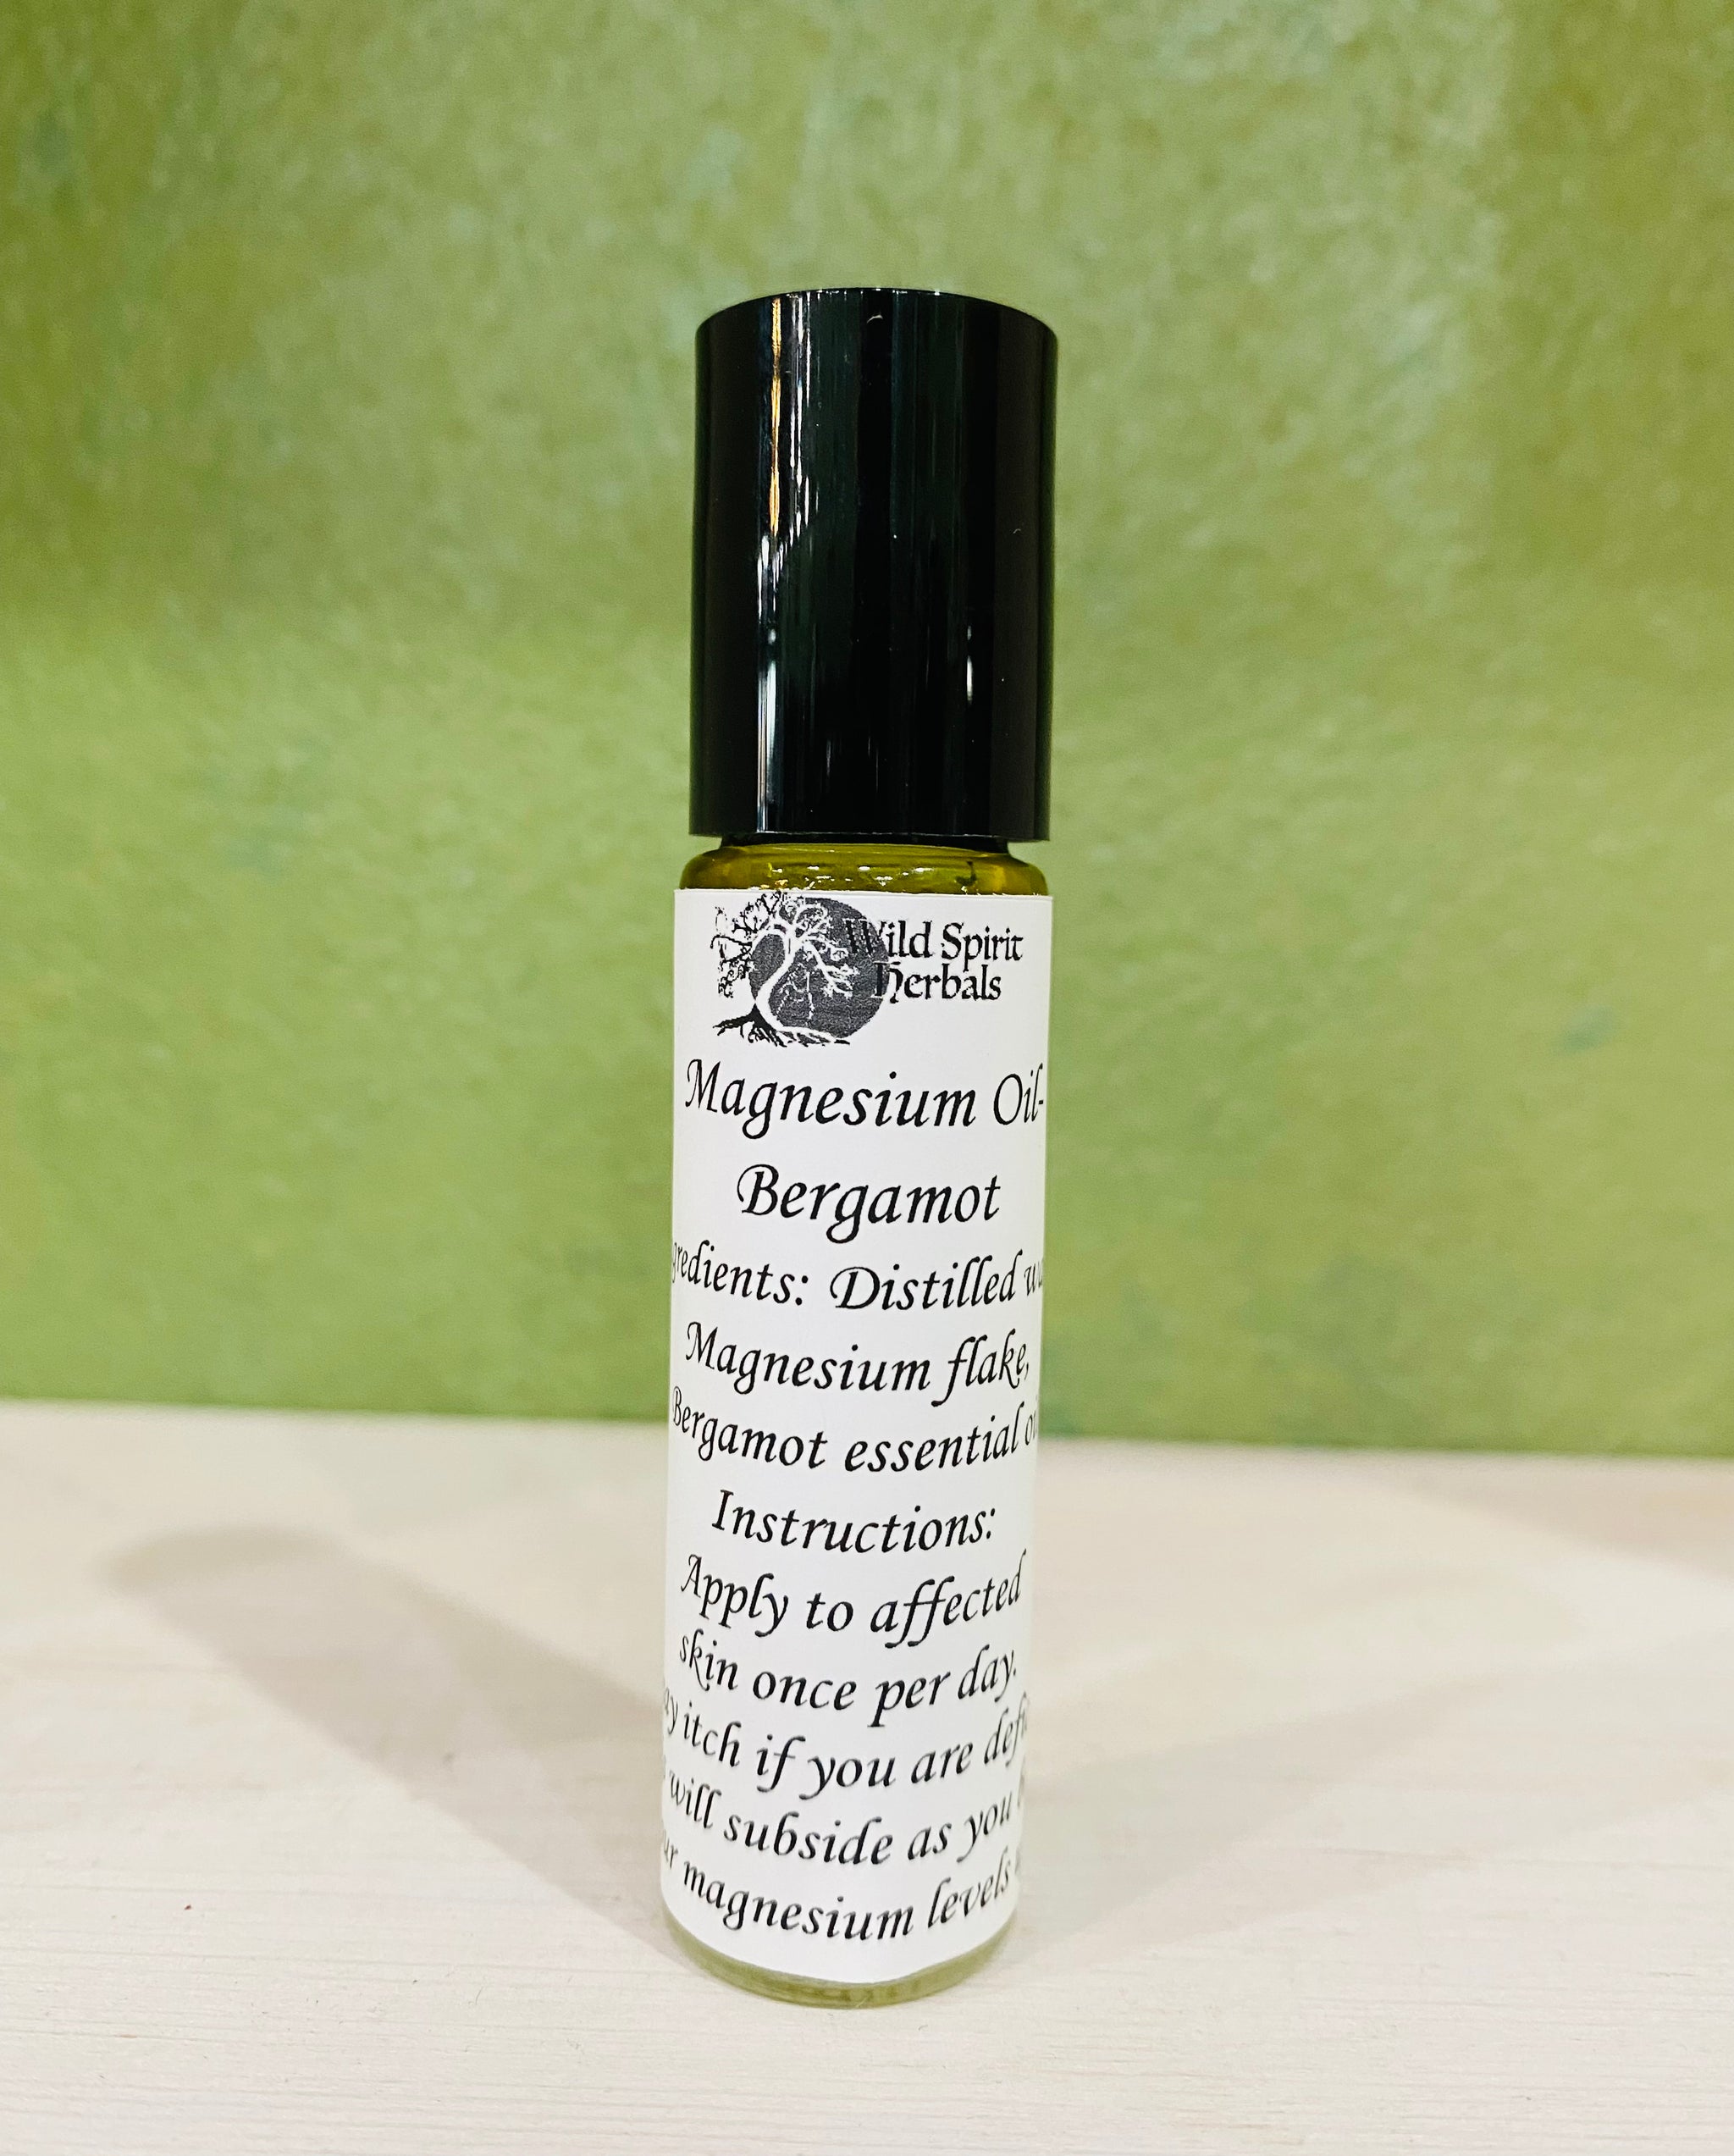 Wild Spirit
Herbals
Magnesium Oil-
Bergamot
gredients: Distilled
Magnesium flake,
Bergamot essential
Instructions:
Apply to affected
skin once per day.
itch if you are
will subside as you
magnesium levels